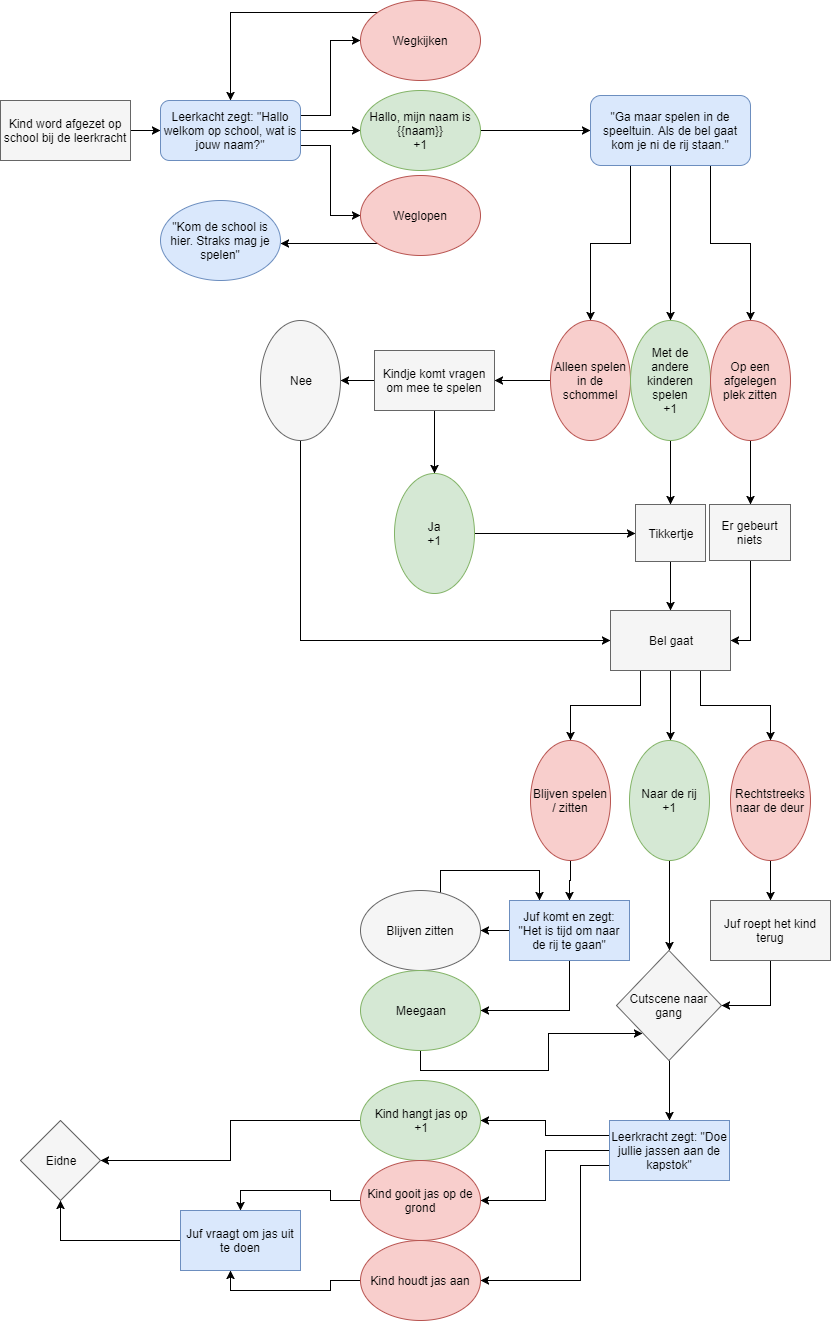 Wegkijken
Kind word afgezet op
school bij de leerkracht
Leerkacht zegt: "Hallo
welkom op school, wat is
jouw naam?"
Hallo, mijn naam is
{{naam}}
+1
"Ga maar spelen in de
speeltuin. Als de bel gaat
kom je ni de rij staan."
Weglopen
"Kom de school is
hier. Straks mag je
spelen"
Nee
Kindje komt vragen
om mee te spelen
Alleen spelen
in de
schommel
Met de
andere
kinderen
spelen
+1
Op een
afgelegen
plek zitten
Ja
+1
Tikkertje
Er gebeurt
niets
Bel gaat
Blijven spelen
/ zitten
Naar de rij
+1
Rechtstreeks
naar de deur
Blijven zitten
Juf komt en zegt:
"Het is tijd om naar
de rij te gaan"
Juf roept het kind
terug
Meegaan
Cutscene naar
gang
Kind hangt jas op
+1
Leerkracht zegt: "Doe
jullie jassen aan de
kapstok"
Eidne
Kind gooit jas op de
grond
Juf vraagt om jas uit
te doen
Kind houdt jas aan